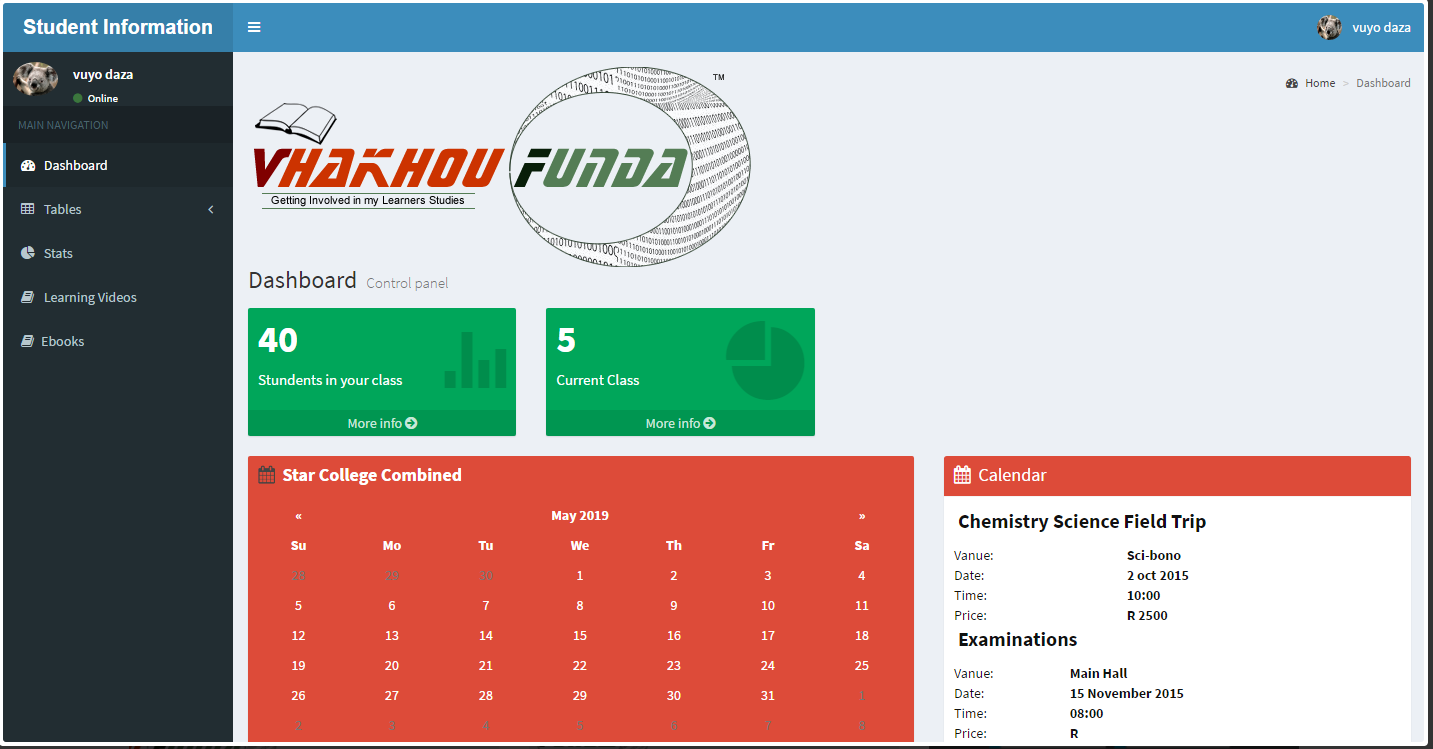 Student Information
vuyo daza
vuyo daza
Online
MAIN NAVIGATION
Dashboard
Tables
Stats
Learning Videos
Ebooks
TM
Home > Dashboard
VHAKHOU FUNDA
Getting Involved in my Learners Studies
Dashboard Control panel
40
Stundents in your class
More info
5
Current Class
More info
Star College Combined
« May 2019 »
Su Mo Tu We Th Fr Sa
28 29 30 1 2 3 4
5 6 7 8 9 10 11
12 13 14 15 16 17 18
19 20 21 22 23 24 25
26 27 28 29 30 31 1
2 3 4 5 6 7 8
Calendar
Chemistry Science Field Trip
Vanue: Sci-bono
Date: 2 oct 2015
Time: 10:00
Price: R 2500
Examinations
Vanue: Main Hall
Date: 15 November 2015
Time: 08:00
Price: R